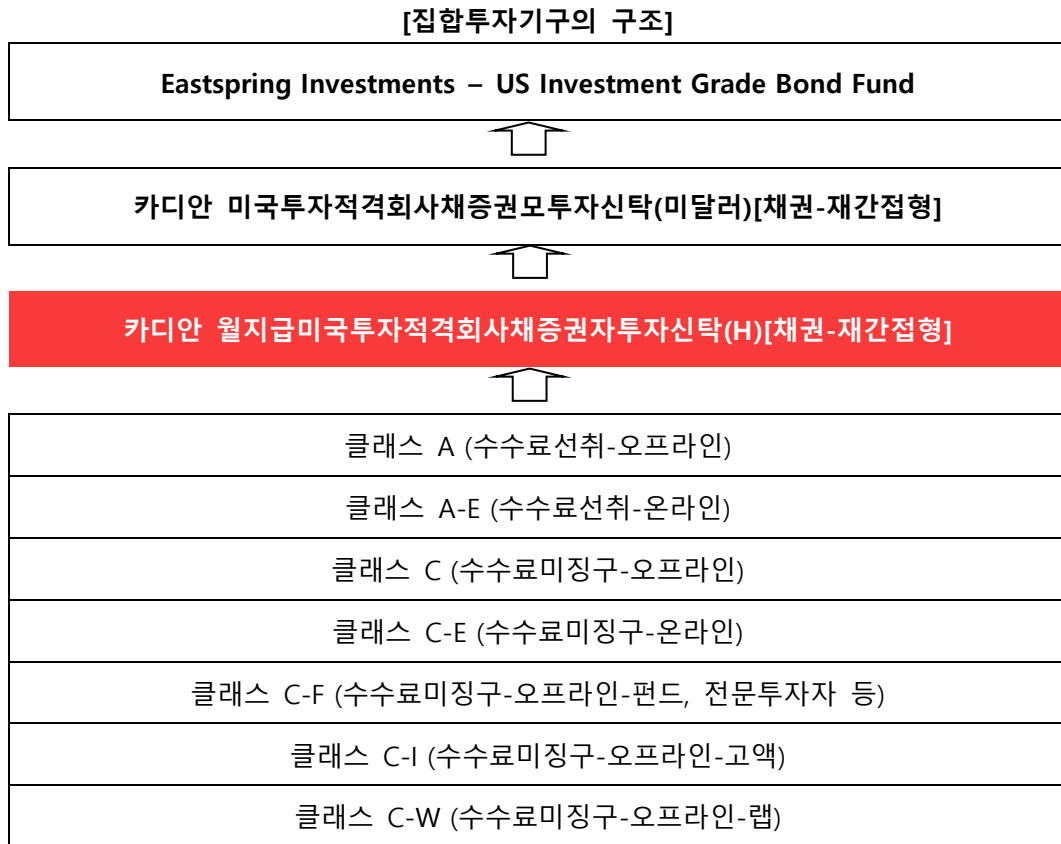 [집합투자기구의 구조]
Eastspring Investments – US Investment Grade Bond Fund
카디안 미국투자적격회사채증권모투자신탁(미달러)[채권-재간접형]
카디안 월지급미국투자적격회사채증권자투자신탁(H)[채권-재간접형]
클래스 A (수수료선취-오프라인)
클래스 A-E (수수료선취-온라인)
클래스 C (수수료미징구-오프라인)
클래스 C-E (수수료미징구-온라인)
클래스 C-F (수수료미징구-오프라인-펀드, 전문투자자 등)
클래스 C-I (수수료미징구-오프라인-고액)
클래스 C-W (수수료미징구-오프라인-랩)